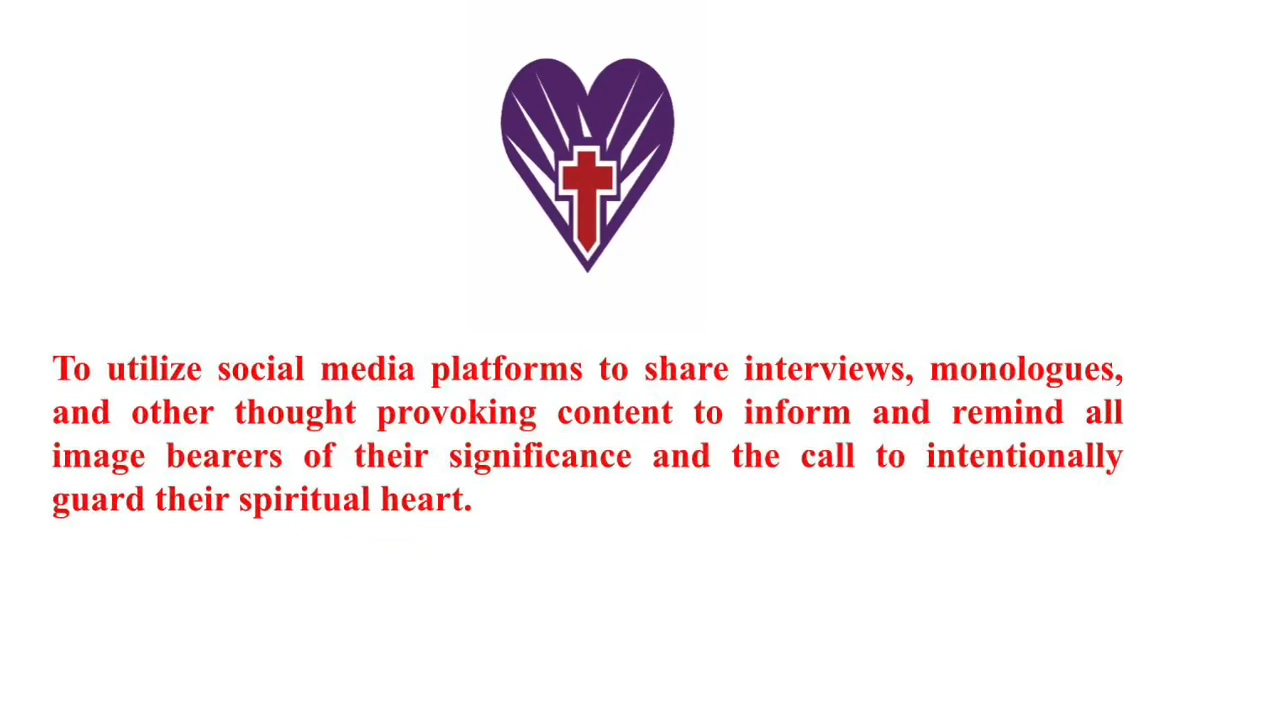 To utilize social media platforms to share interviews, monologues,
and other thought provoking content to inform and remind all
image bearers of their significance and the call to intentionally
guard their spiritual heart.